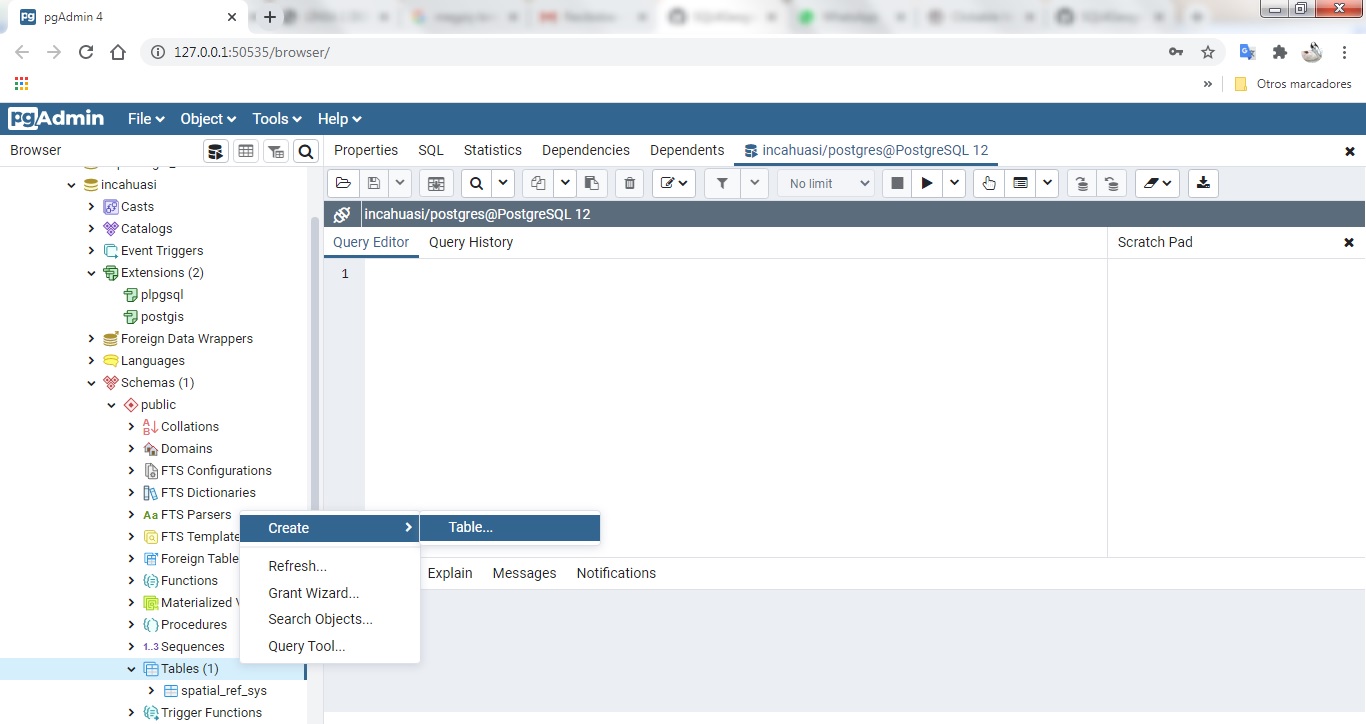 pgAdmin 4
127.0.0.1:50535/browser/
» Otros marcadores
pgAdmin File Object Tools Help
Browser
Properties SQL Statistics Dependencies Dependents incahuasi/postgres@PostgreSQL 12
incahuasi
Casts
Catalogs
Event Triggers
Extensions (2)
plpgsql
postgis
Foreign Data Wrappers
Languages
Schemas (1)
public
Collations
Domains
FTS Configurations
FTS Dictionaries
Aa FTS Parsers
FTS Template
Foreign Table
Functions
Materialized
Procedures
1..3 Sequences
Tables (1)
spatial_ref_sys
Trigger Functions
No limit
incahuasi/postgres@PostgreSQL 12
Query Editor Query History
Scratch Pad
1
Create
Table...
Refresh...
Grant Wizard...
Search Objects...
Query Tool...
Explain Messages Notifications